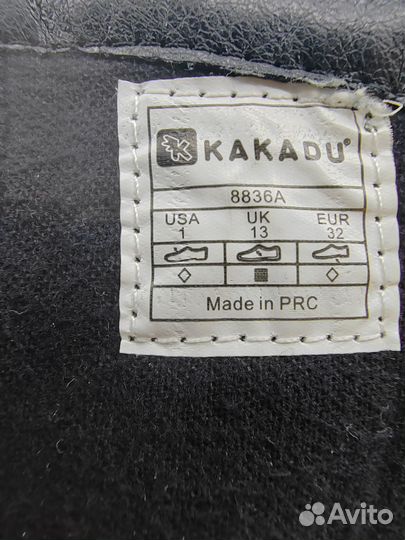 KAKADU®
8836A
USA UK EUR
1 13 32
Made in PRC
Avito